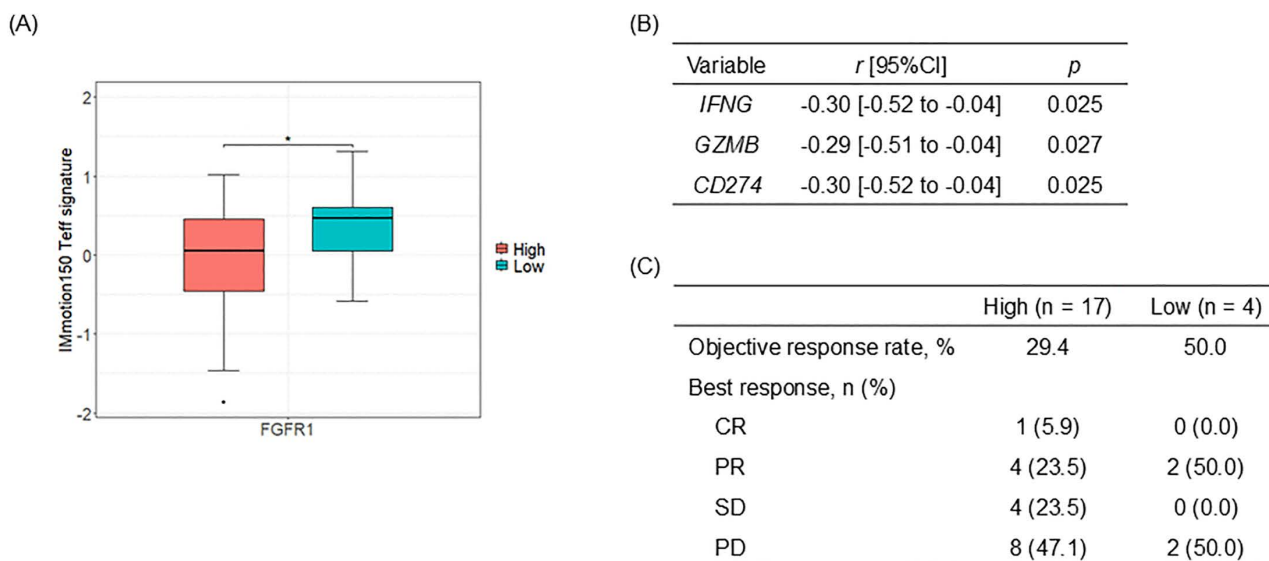 (A)
IMmotion150 Teff signature
2
1
0
-1
-2
*
FGFR1
High
Low
(B)
Variable r [95%CI] p
IFNG -0.30 [-0.52 to -0.04] 0.025
GZMB -0.29 [-0.51 to -0.04] 0.027
CD274 -0.30 [-0.52 to -0.04] 0.025
(C)
High (n = 17) Low (n = 4)
Objective response rate, % 29.4 50.0
Best response, n (%)
CR 1 (5.9) 0 (0.0)
PR 4 (23.5) 2 (50.0)
SD 4 (23.5) 0 (0.0)
PD 8 (47.1) 2 (50.0)